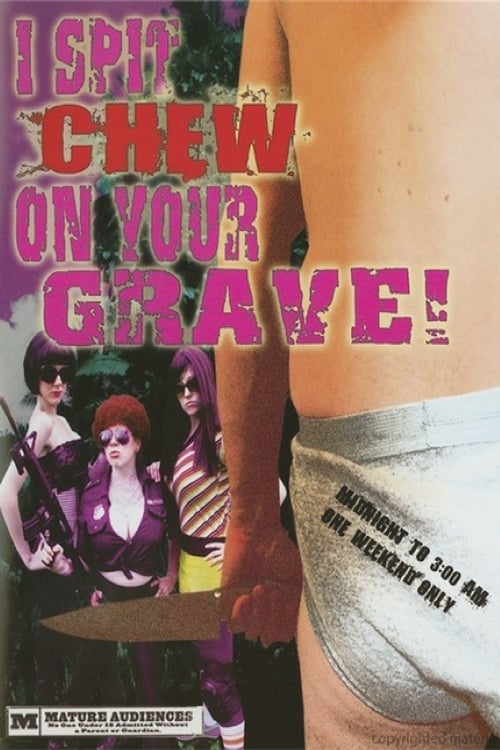 I SPIT
CHEW
ON YOUR
GRAVE!
MIDNIGHT TO 3:00 AM
ONE WEEKEND ONLY
M MATURE AUDIENCES
No One Under 18 Admitted Without
a Parent or Guardian.
copyrighted mate